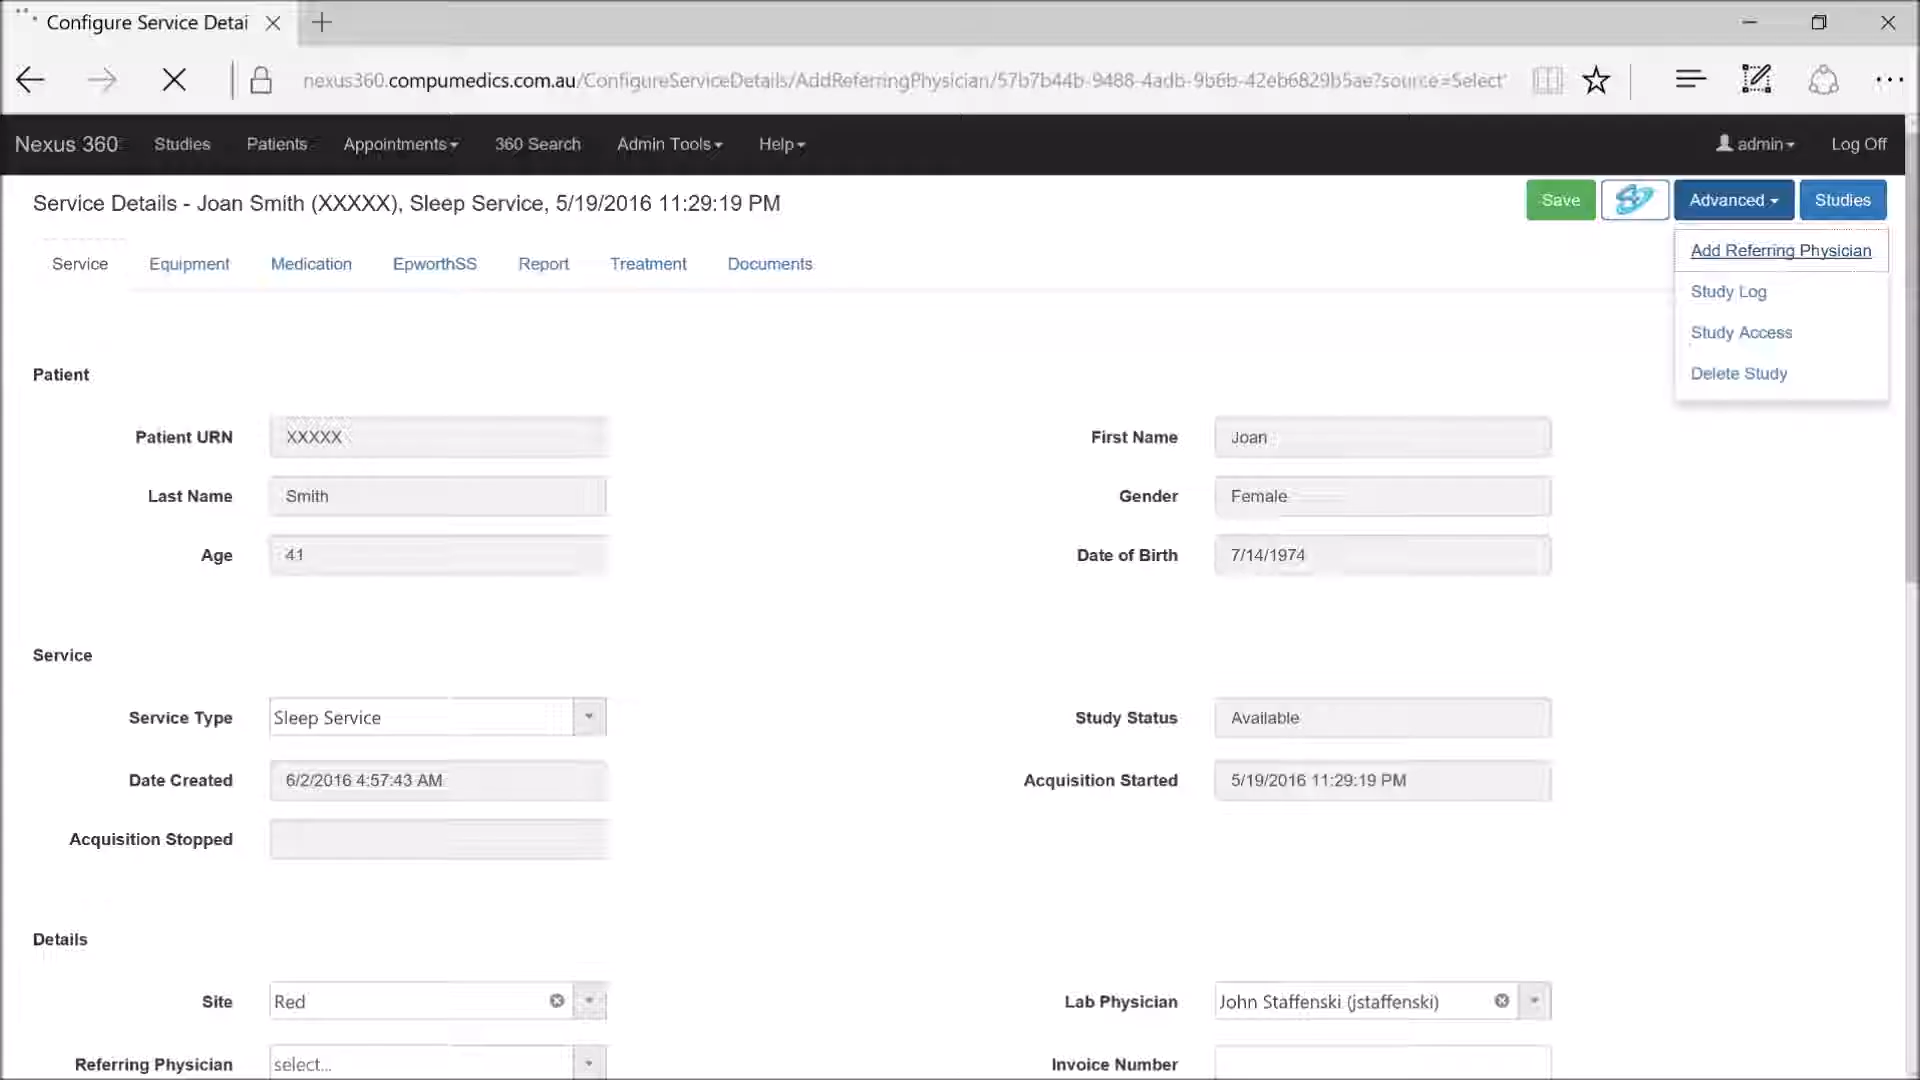 Configure Service Detai
nexus360.compumedics.com.au/ConfigureServiceDetails/AddReferringPhysician/57b7b44b-9488-4adb-9b6b-42eb6829b5ae?source=Select'
Nexus 360 Studies Patients Appointments 360 Search Admin Tools Help admin Log Off
Service Details - Joan Smith (XXXXX), Sleep Service, 5/19/2016 11:29:19 PM Save Advanced Studies
Service Equipment Medication EpworthSS Report Treatment Documents
Add Referring Physician
Study Log
Study Access
Delete Study
Patient
Patient URN XXXXX First Name Joan
Last Name Smith Gender Female
Age 41 Date of Birth 7/14/1974
Service
Service Type Sleep Service Study Status Available
Date Created 6/2/2016 4:57:43 AM Acquisition Started 5/19/2016 11:29:19 PM
Acquisition Stopped
Details
Site Red Lab Physician John Staffenski (jstaffenski)
Referring Physician select... Invoice Number